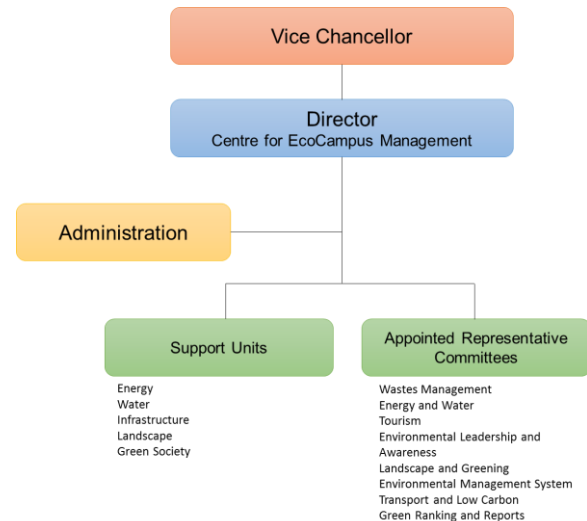 Vice Chancellor
Director
Centre for EcoCampus Management
Administration
Support Units
Energy
Water
Infrastructure
Landscape
Green Society
Appointed Representative
Committees
Wastes Management
Energy and Water
Tourism
Environmental Leadership and
Awareness
Landscape and Greening
Environmental Management System
Transport and Low Carbon
Green Ranking and Reports